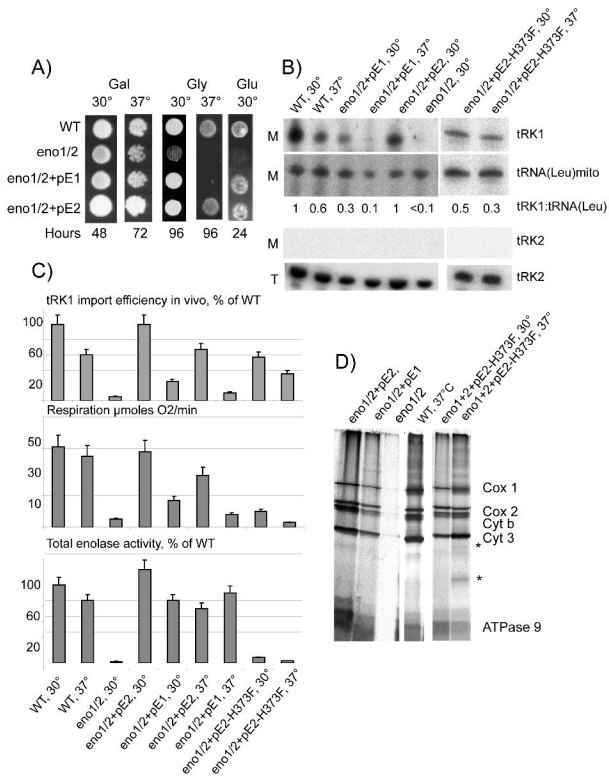 A)
Gal Gly Glu
30° 37° 30° 37° 30°
WT
eno1/2
eno1/2+pE1
eno1/2+pE2
Hours 48 72 96 96 24
B)
WT, 30°
WT, 37°
eno1/2+pE1, 30°
eno1/2+pE1, 37°
eno1/2+pE2, 30°
eno1/2, 30°
eno1/2+pE2-H373F, 30°
eno1/2+pE2-H373F, 37°
M tRK1
M tRNA(Leu)mito
1 0.6 0.3 0.1 1 <0.1 0.5 0.3 tRK1:tRNA(Leu)
M tRK2
T tRK2
C)
tRK1 import efficiency in vivo, % of WT
100
60
20
Respiration μmoles O2/min
50
30
10
Total enolase activity, % of WT
100
60
20
WT, 30°
WT, 37°
eno1/2, 30°
eno1/2+pE2, 30°
eno1/2+pE1, 30°
eno1/2+pE2, 37°
eno1/2+pE1, 37°
eno1/2+pE2-H373F, 30°
eno1/2+pE2-H373F, 37°
D)
eno1/2+pE2,
eno1/2+pE1
eno1/2
WT, 37°C
eno1+2+pE2-H373F, 30°
eno1+2+pE2-H373F, 37°
Cox 1
Cox 2
Cyt b
Cyt 3
*
*
ATPase 9